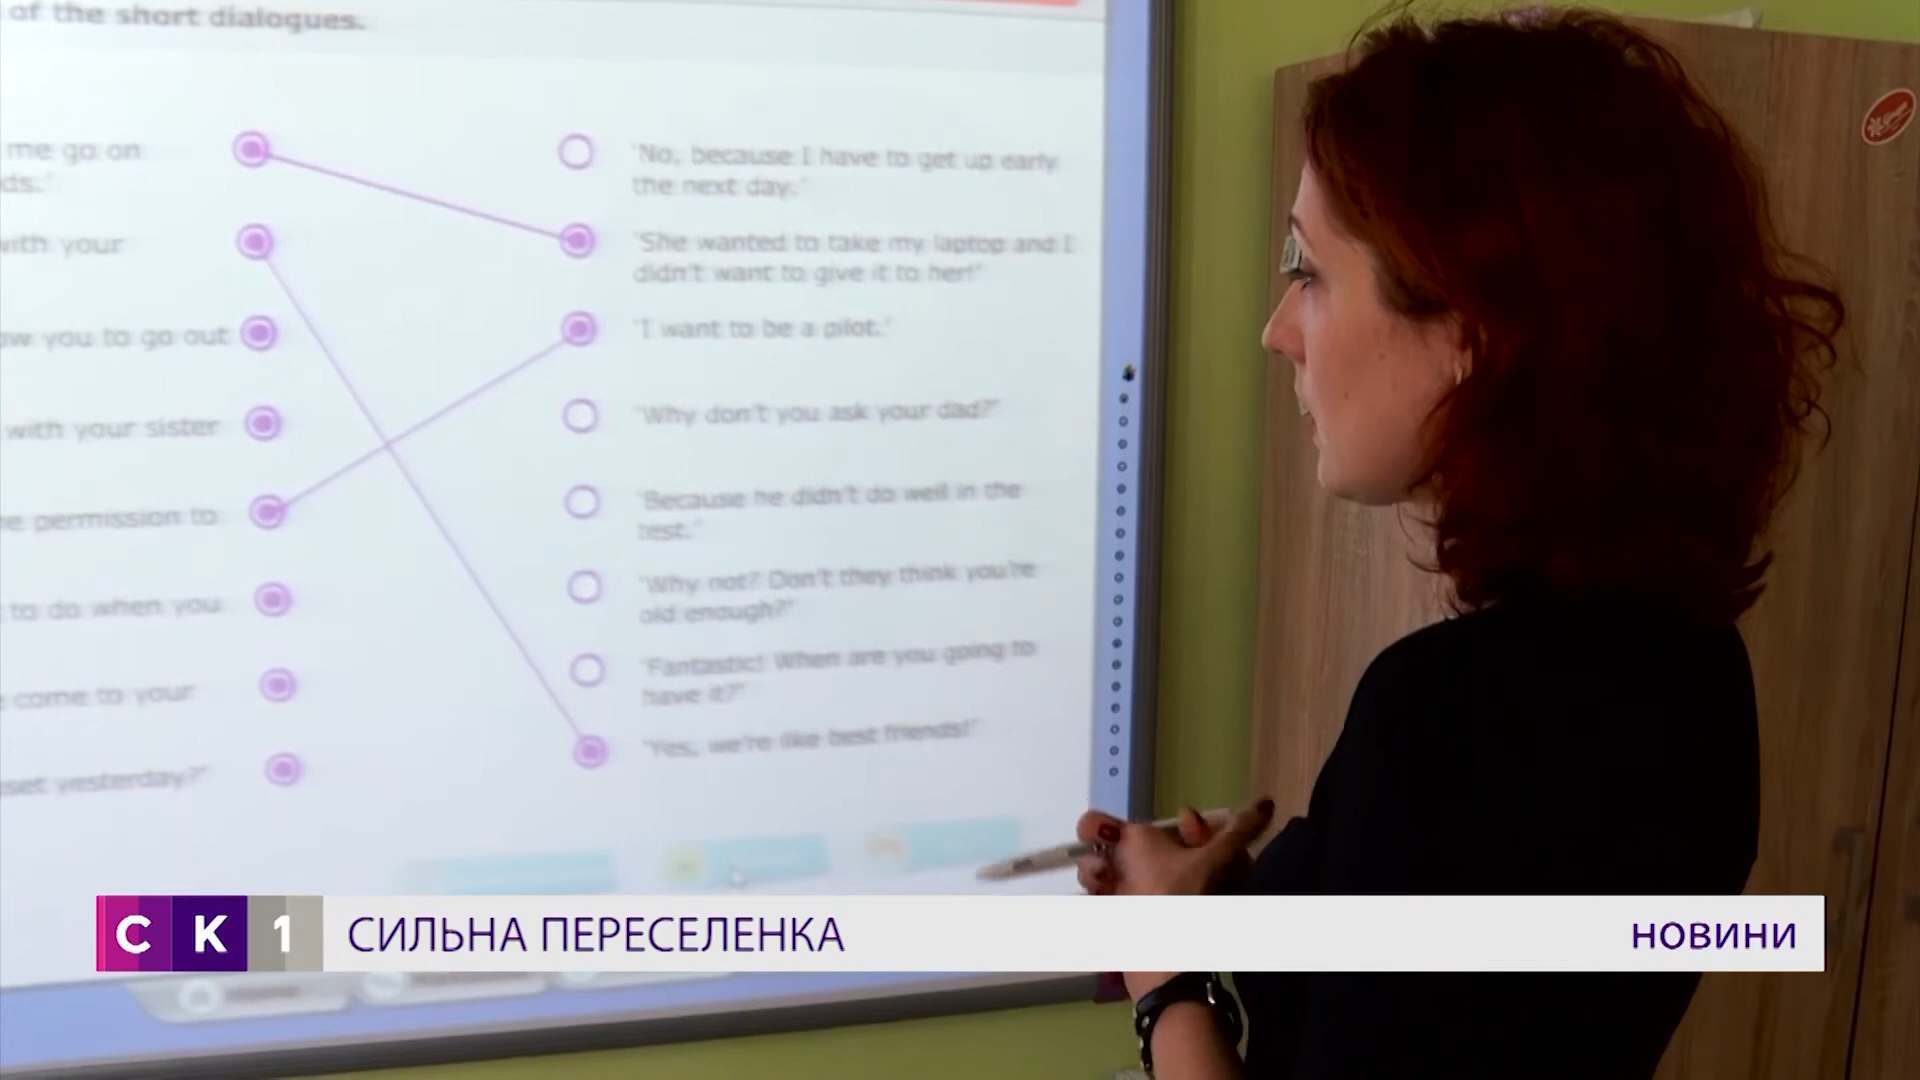 of the short dialogues.
me go on
ds.'
with your
ow you to go out
with your sister
e permission to
to do when you
come to your
set yesterday?'
'No, because I have to get up early
the next day.'
'She wanted to take my laptop and I
didn't want to give it to her!'
'I want to be a pilot.'
'Why don't you ask your dad?'
'Because he didn't do well in the
test.'
'Why not? Don't they think you're
old enough?'
'Fantastic! When are you going to
have it?'
'Yes, we're like best friends!'
СК1 СИЛЬНА ПЕРЕСЕЛЕНКА НОВИНИ